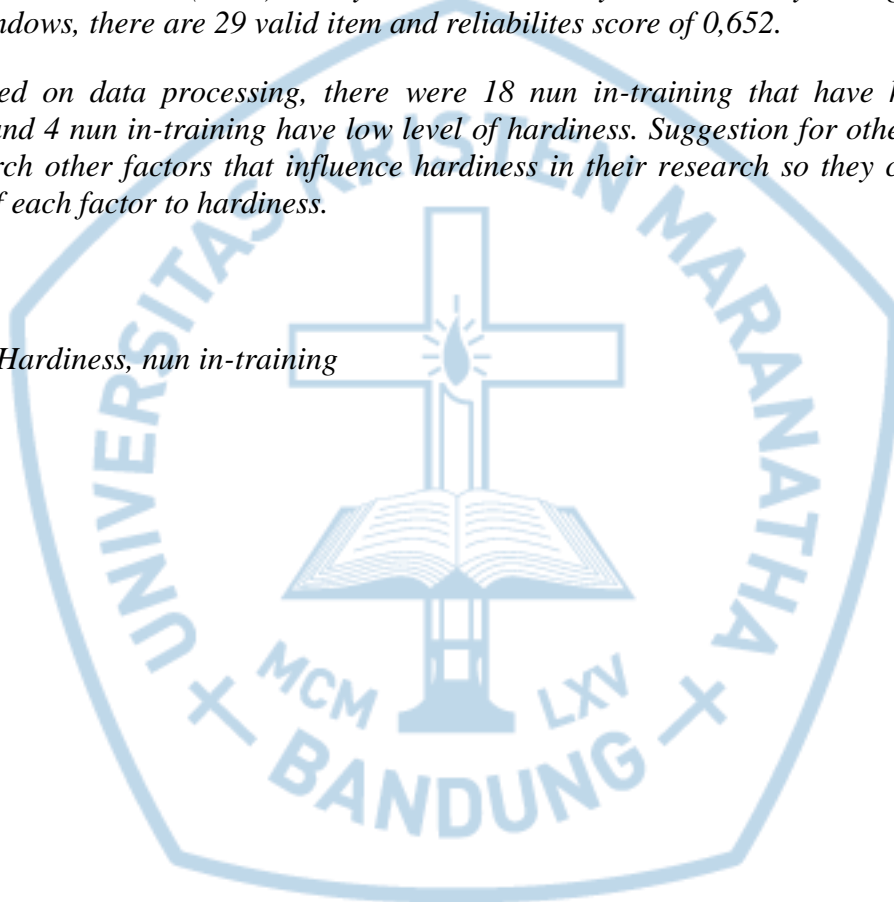 ndows, there are 29 valid item and reliabilites score of 0,652.
ed on data processing, there were 18 nun in-training that have h
and 4 nun in-training have low level of hardiness. Suggestion for othe
rch other factors that influence hardiness in their research so they c
f each factor to hardiness.
Hardiness, nun in-training
UNIVERSITAS KRISTEN MARANATHA
MCM LXV
BANDUNG